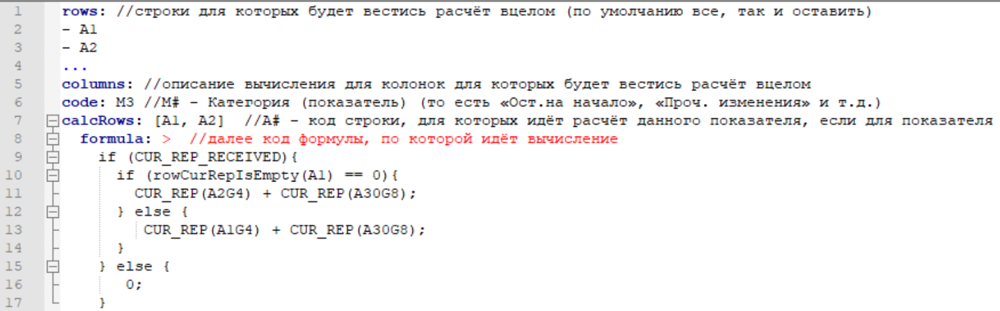 1 rows: //строки для которых будет вестись расчёт вцелом (по умолчанию все, так и оставить)
2 - A1
3 - A2
4 ...
5 columns: //описание вычисления для колонок для которых будет вестись расчёт вцелом
6 code: M3 //M# - Категория (показатель) (то есть «Ост.на начало», «Проч. изменения» и т.д.)
7 calcRows: [A1, A2] //A# - код строки, для которых идёт расчёт данного показателя, если для показателя
8 formula: > //далее код формулы, по которой идёт вычисление
9 if (CUR_REP_RECEIVED){
10 if (rowCurRepIsEmpty(A1) == 0){
11 CUR_REP(A2G4) + CUR_REP(A30G8);
12 } else {
13 CUR_REP(A1G4) + CUR_REP(A30G8);
14 }
15 } else {
16 0;
17 }